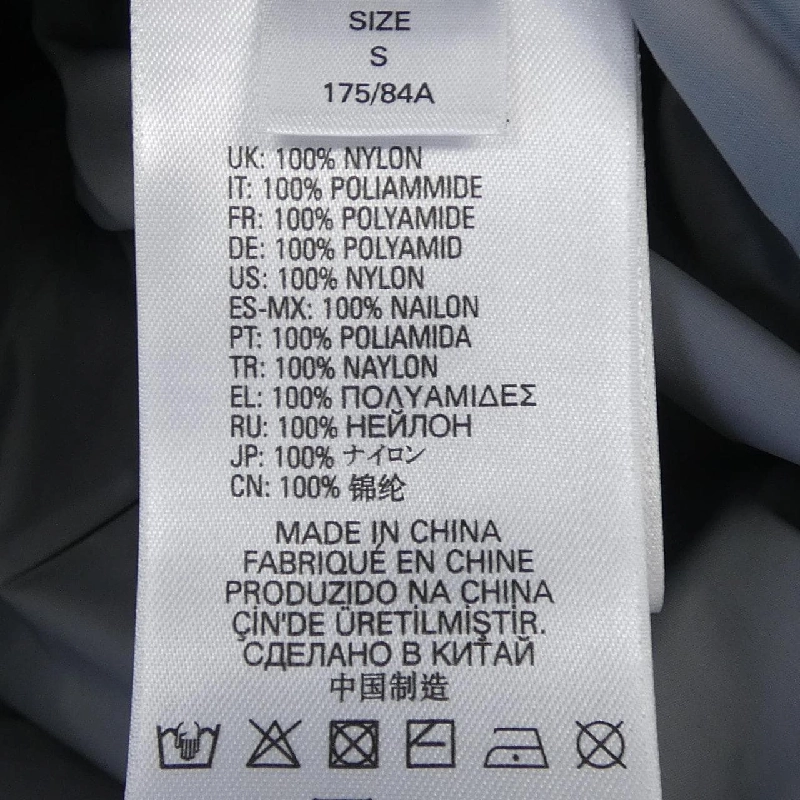 SIZE
S
175/84A
UK: 100% NYLON
IT: 100% POLIAMMIDE
FR: 100% POLYAMIDE
DE: 100% POLYAMID
US: 100% NYLON
ES-MX: 100% NAILON
PT: 100% POLIAMIDA
TR: 100% NAYLON
EL: 100% ΠΟΛΥΑΜΙΔΕΣ
RU: 100% НЕЙЛОН
JP: 100% ナイロン
CN: 100% 锦纶
MADE IN CHINA
FABRIQUÉ EN CHINE
PRODUZIDO NA CHINA
ÇİN'DE ÜRETİLMİŞTİR.
СДЕЛАНО В КИТАЙ
中国制造